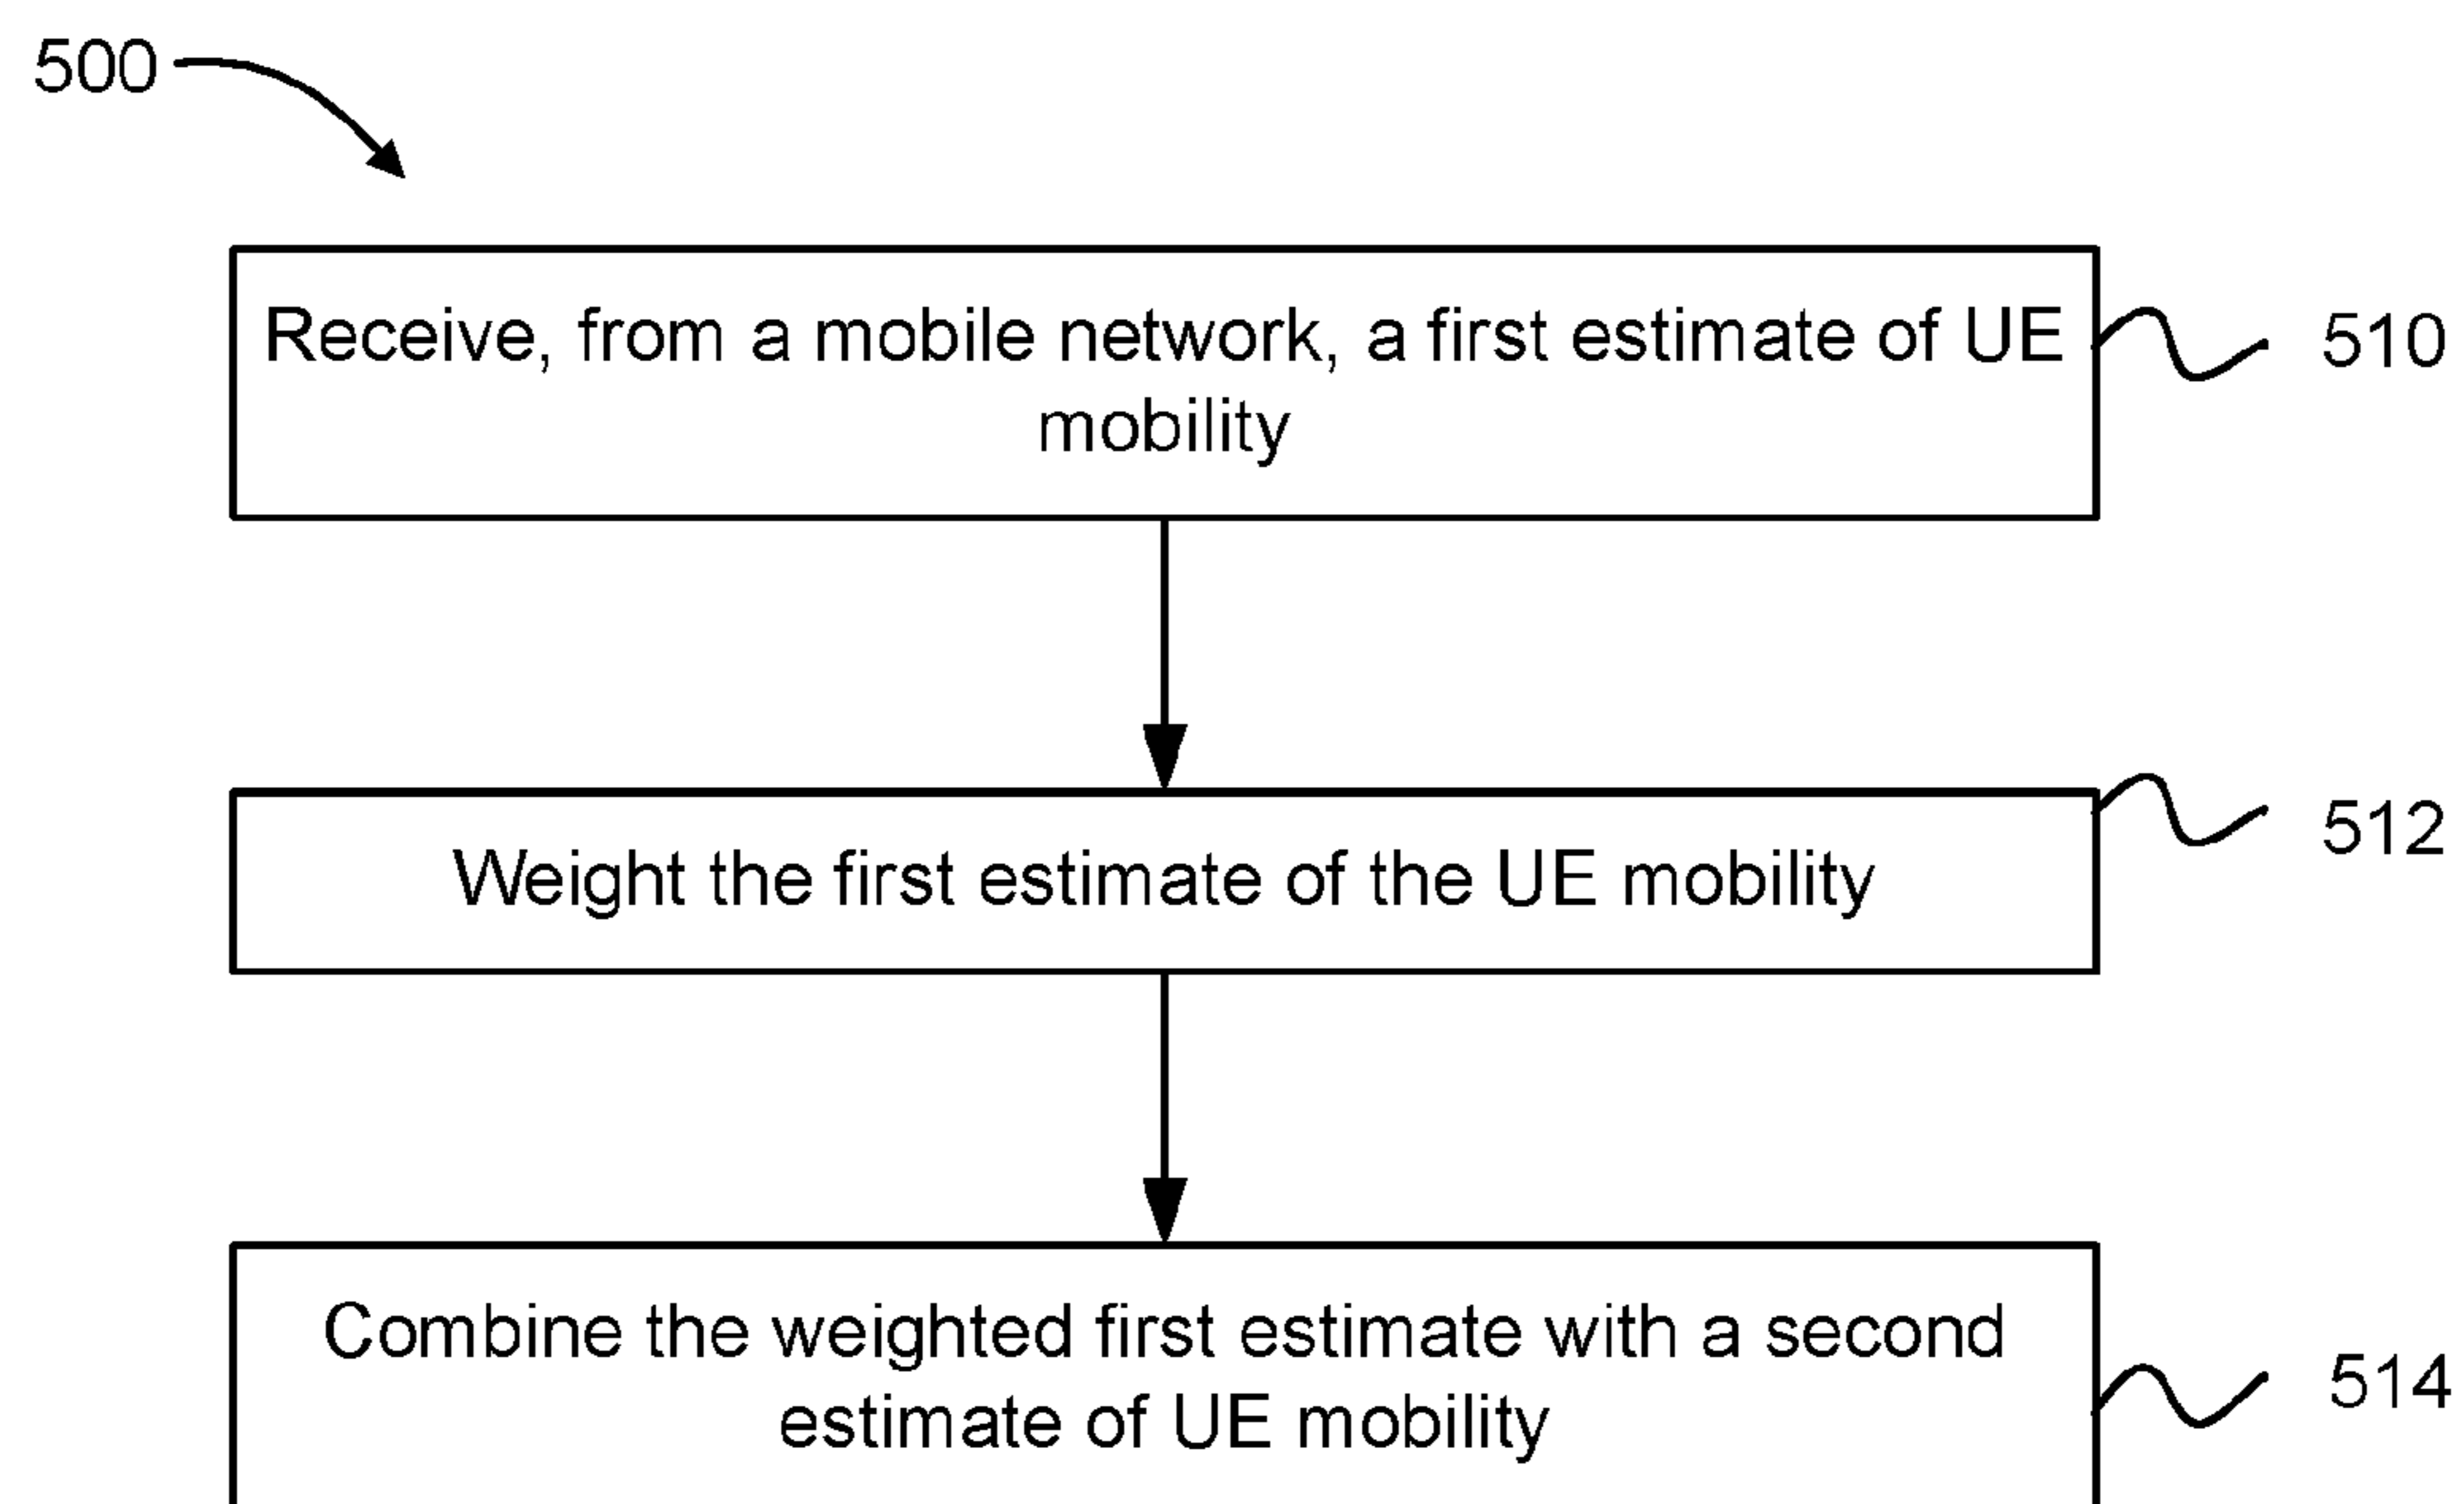 500
Receive, from a mobile network, a first estimate of UE
mobility
510
Weight the first estimate of the UE mobility
512
Combine the weighted first estimate with a second
estimate of UE mobility
514